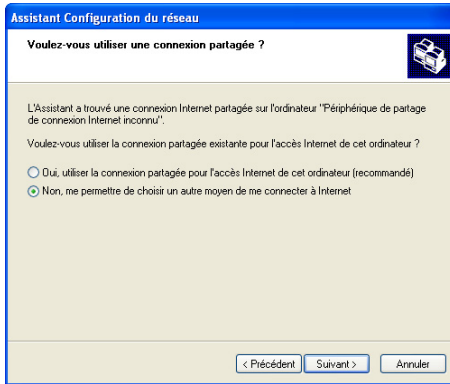 Assistant Configuration du réseau
Voulez-vous utiliser une connexion partagée ?
L'Assistant a trouvé une connexion Internet partagée sur l'ordinateur "Périphérique de partage
de connexion Internet inconnu".
Voulez-vous utiliser la connexion partagée existante pour l'accès Internet de cet ordinateur ?
Oui, utiliser la connexion partagée pour l'accès Internet de cet ordinateur (recommandé)
Non, me permettre de choisir un autre moyen de me connecter à Internet
< Précédent Suivant > Annuler